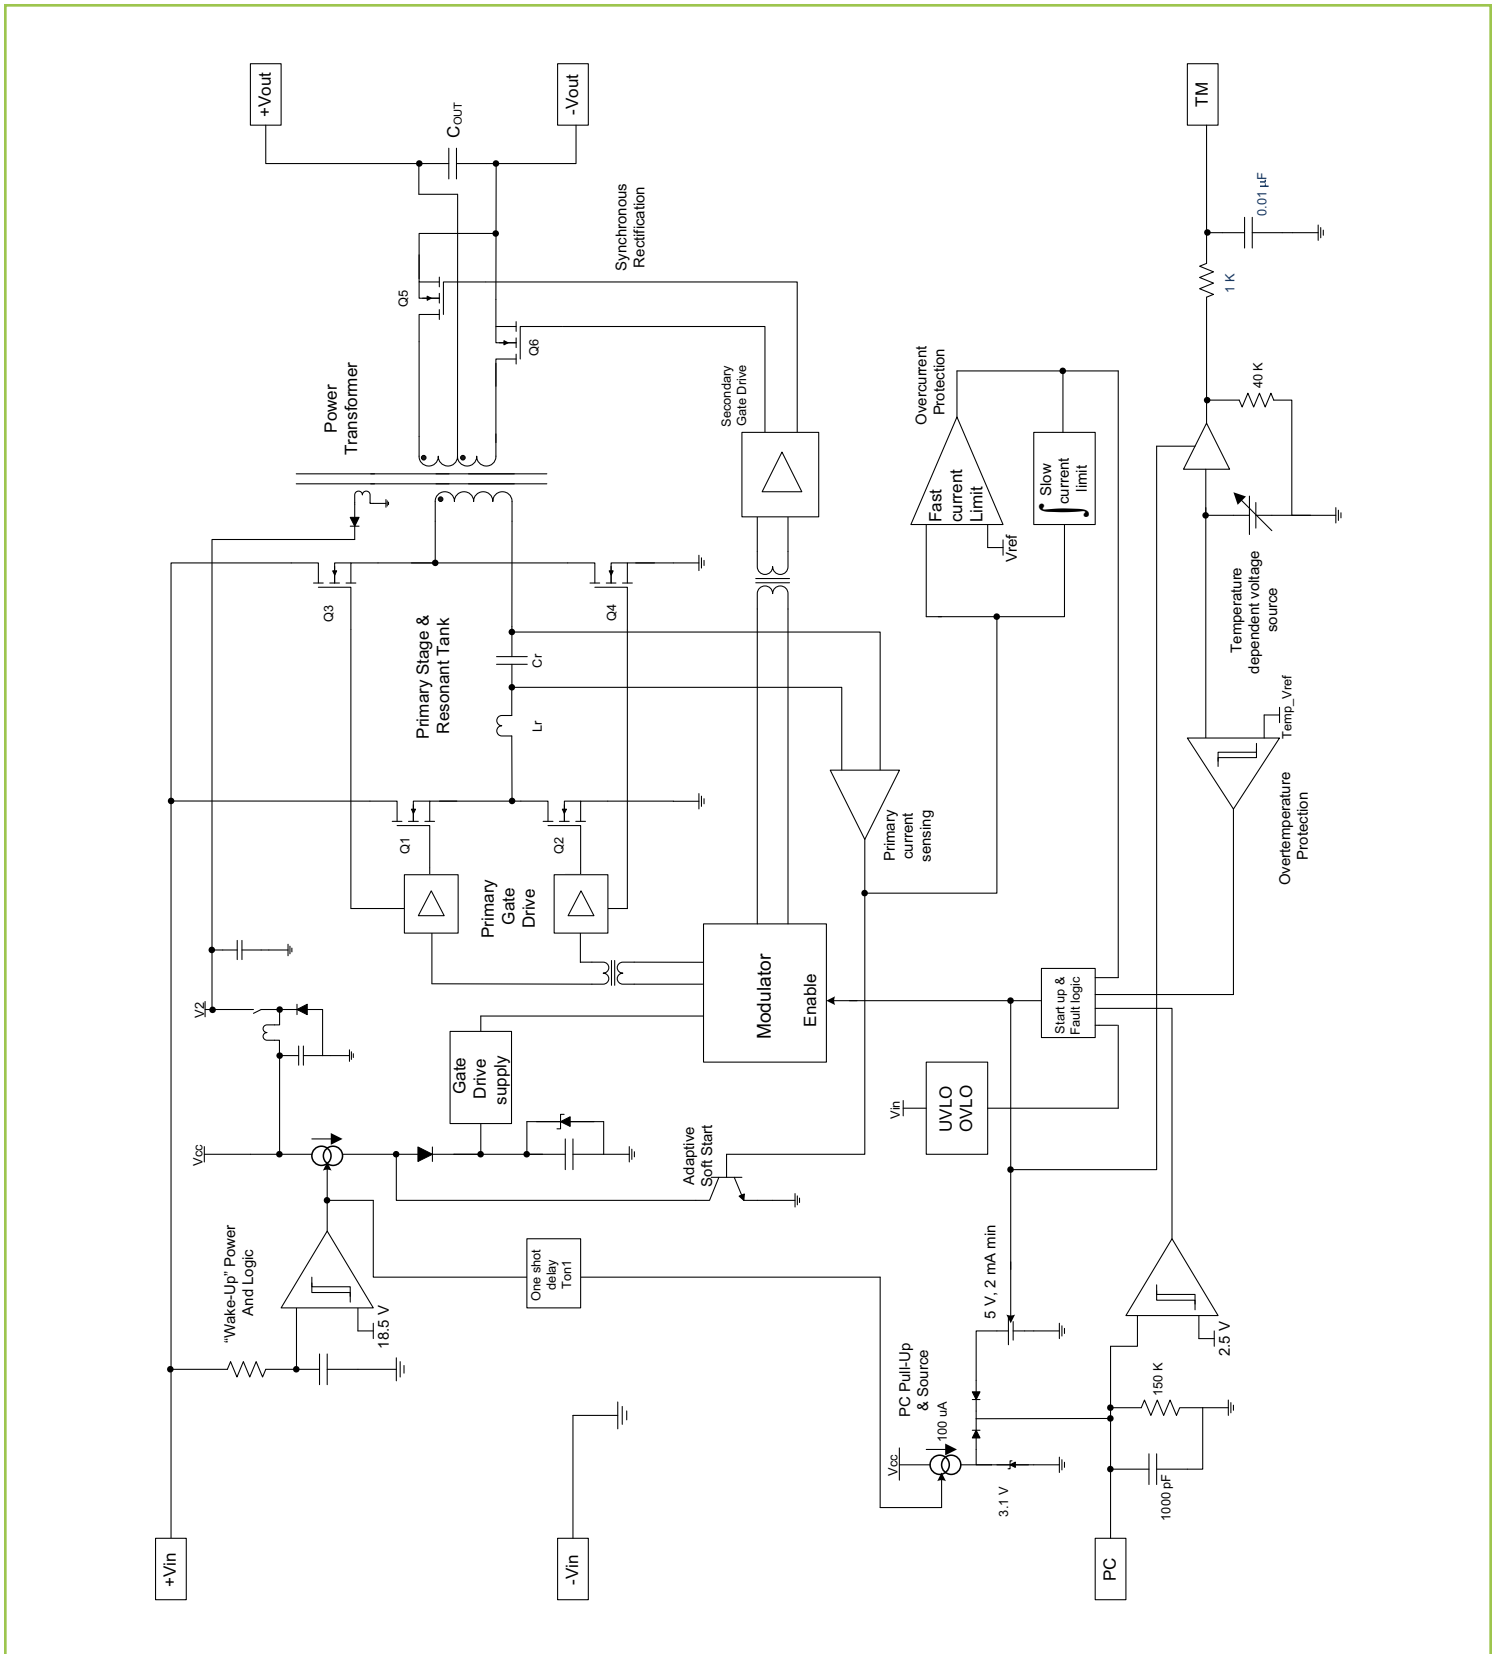 +Vout
-Vout
TM
COUT
0.01 µF
Synchronous
Rectification
Q5
Q6
1 K
Power
Transformer
Secondary
Gate Drive
Overcurrent
Protection
40 K
Fast
current
Limit
Vref
Slow
current
limit
Q3
Q4
Primary Stage &
Resonant Tank
Cr
Lr
Temperature
dependent voltage
source
Temp_Vref
Q1
Q2
Primary
current
sensing
Overtemperature
Protection
Primary
Gate
Drive
Modulator
Enable
Start up &
Fault logic
V2
Gate
Drive
supply
Vin
UVLO
OVLO
Vcc
Adaptive
Soft Start
“Wake-Up” Power
And Logic
18.5 V
One shot
delay
Ton1
5 V, 2 mA min
2.5 V
PC Pull-Up
& Source
100 uA
150 K
Vcc
3.1 V
1000 pF
+Vin
-Vin
PC